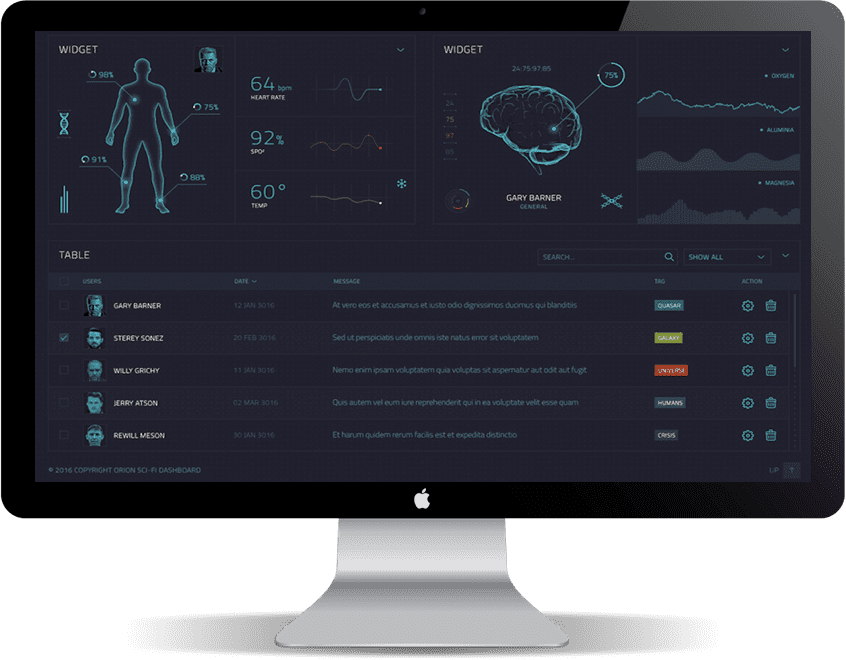 WIDGET
98%
75%
91%
88%
64 bpm
HEART RATE
92%
SPO²
60°
TEMP
WIDGET
24:75:97:85
75%
24
75
97
GARY BARNER
GENERAL
OXYGEN
ALUMINIA
MAGNESIA
TABLE
SEARCH...
SHOW ALL
USERS DATE MESSAGE TAG ACTION
GARY BARNER 12 JAN 3016 At vero eos et accusamus et iusto odio dignissimos ducimus qui blanditiis QUASAR
STEREY SONEZ 20 FEB 3016 Sed ut perspiciatis unde omnis iste natus error sit voluptatem GALAXY
WILLY GRICHY 11 JAN 3016 Nemo enim ipsam voluptatem quia voluptas sit aspernatur aut odit aut fugit UNIVERSE
JERRY ATSON 02 MAR 3016 Quis autem vel eum iure reprehenderit qui in ea voluptate velit esse quam HUMANS
REWILL MESON 30 JAN 3016 Et harum quidem rerum facilis est et expedita distinctio CRISIS
© 2016 COPYRIGHT ORION SCI-FI DASHBOARD
UP